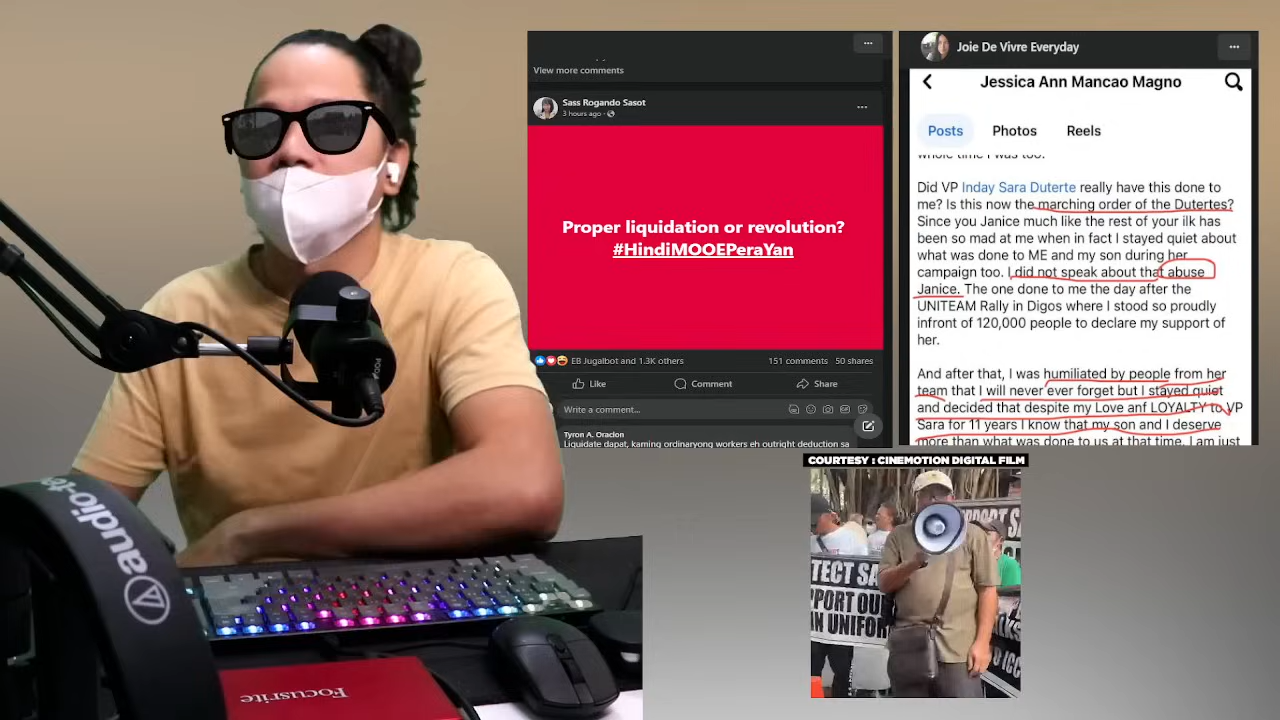 View more comments
Sass Rogando Sasot
3 hours ago
Proper liquidation or revolution?
#HindiMOOEPeraYan
EB Jugalbot and 1.3K others
151 comments 50 shares
Like
Comment
Share
Write a comment...
Tyron A. Oracion
Liquidate dapat, kaming ordinaryong workers eh outright deduction sa
Joie De Vivre Everyday
Jessica Ann Mancao Magno
Posts
Photos
Reels
whole time I was too.
Did VP Inday Sara Duterte really have this done to
me? Is this now the marching order of the Dutertes?
Since you Janice much like the rest of your ilk has
been so mad at me when in fact I stayed quiet about
what was done to ME and my son during her
campaign too. I did not speak about that abuse
Janice. The one done to me the day after the
UNITEAM Rally in Digos where I stood so proudly
infront of 120,000 people to declare my support of
her.
And after that, I was humiliated by people from her
team that I will never ever forget but I stayed quiet
and decided that despite my Love anf LOYALTY to VP
Sara for 11 years I know that my son and I deserve
more than what was done to us at that time. I am just
COURTESY : CINEMOTION DIGITAL FILM
audio-te
Focusrite